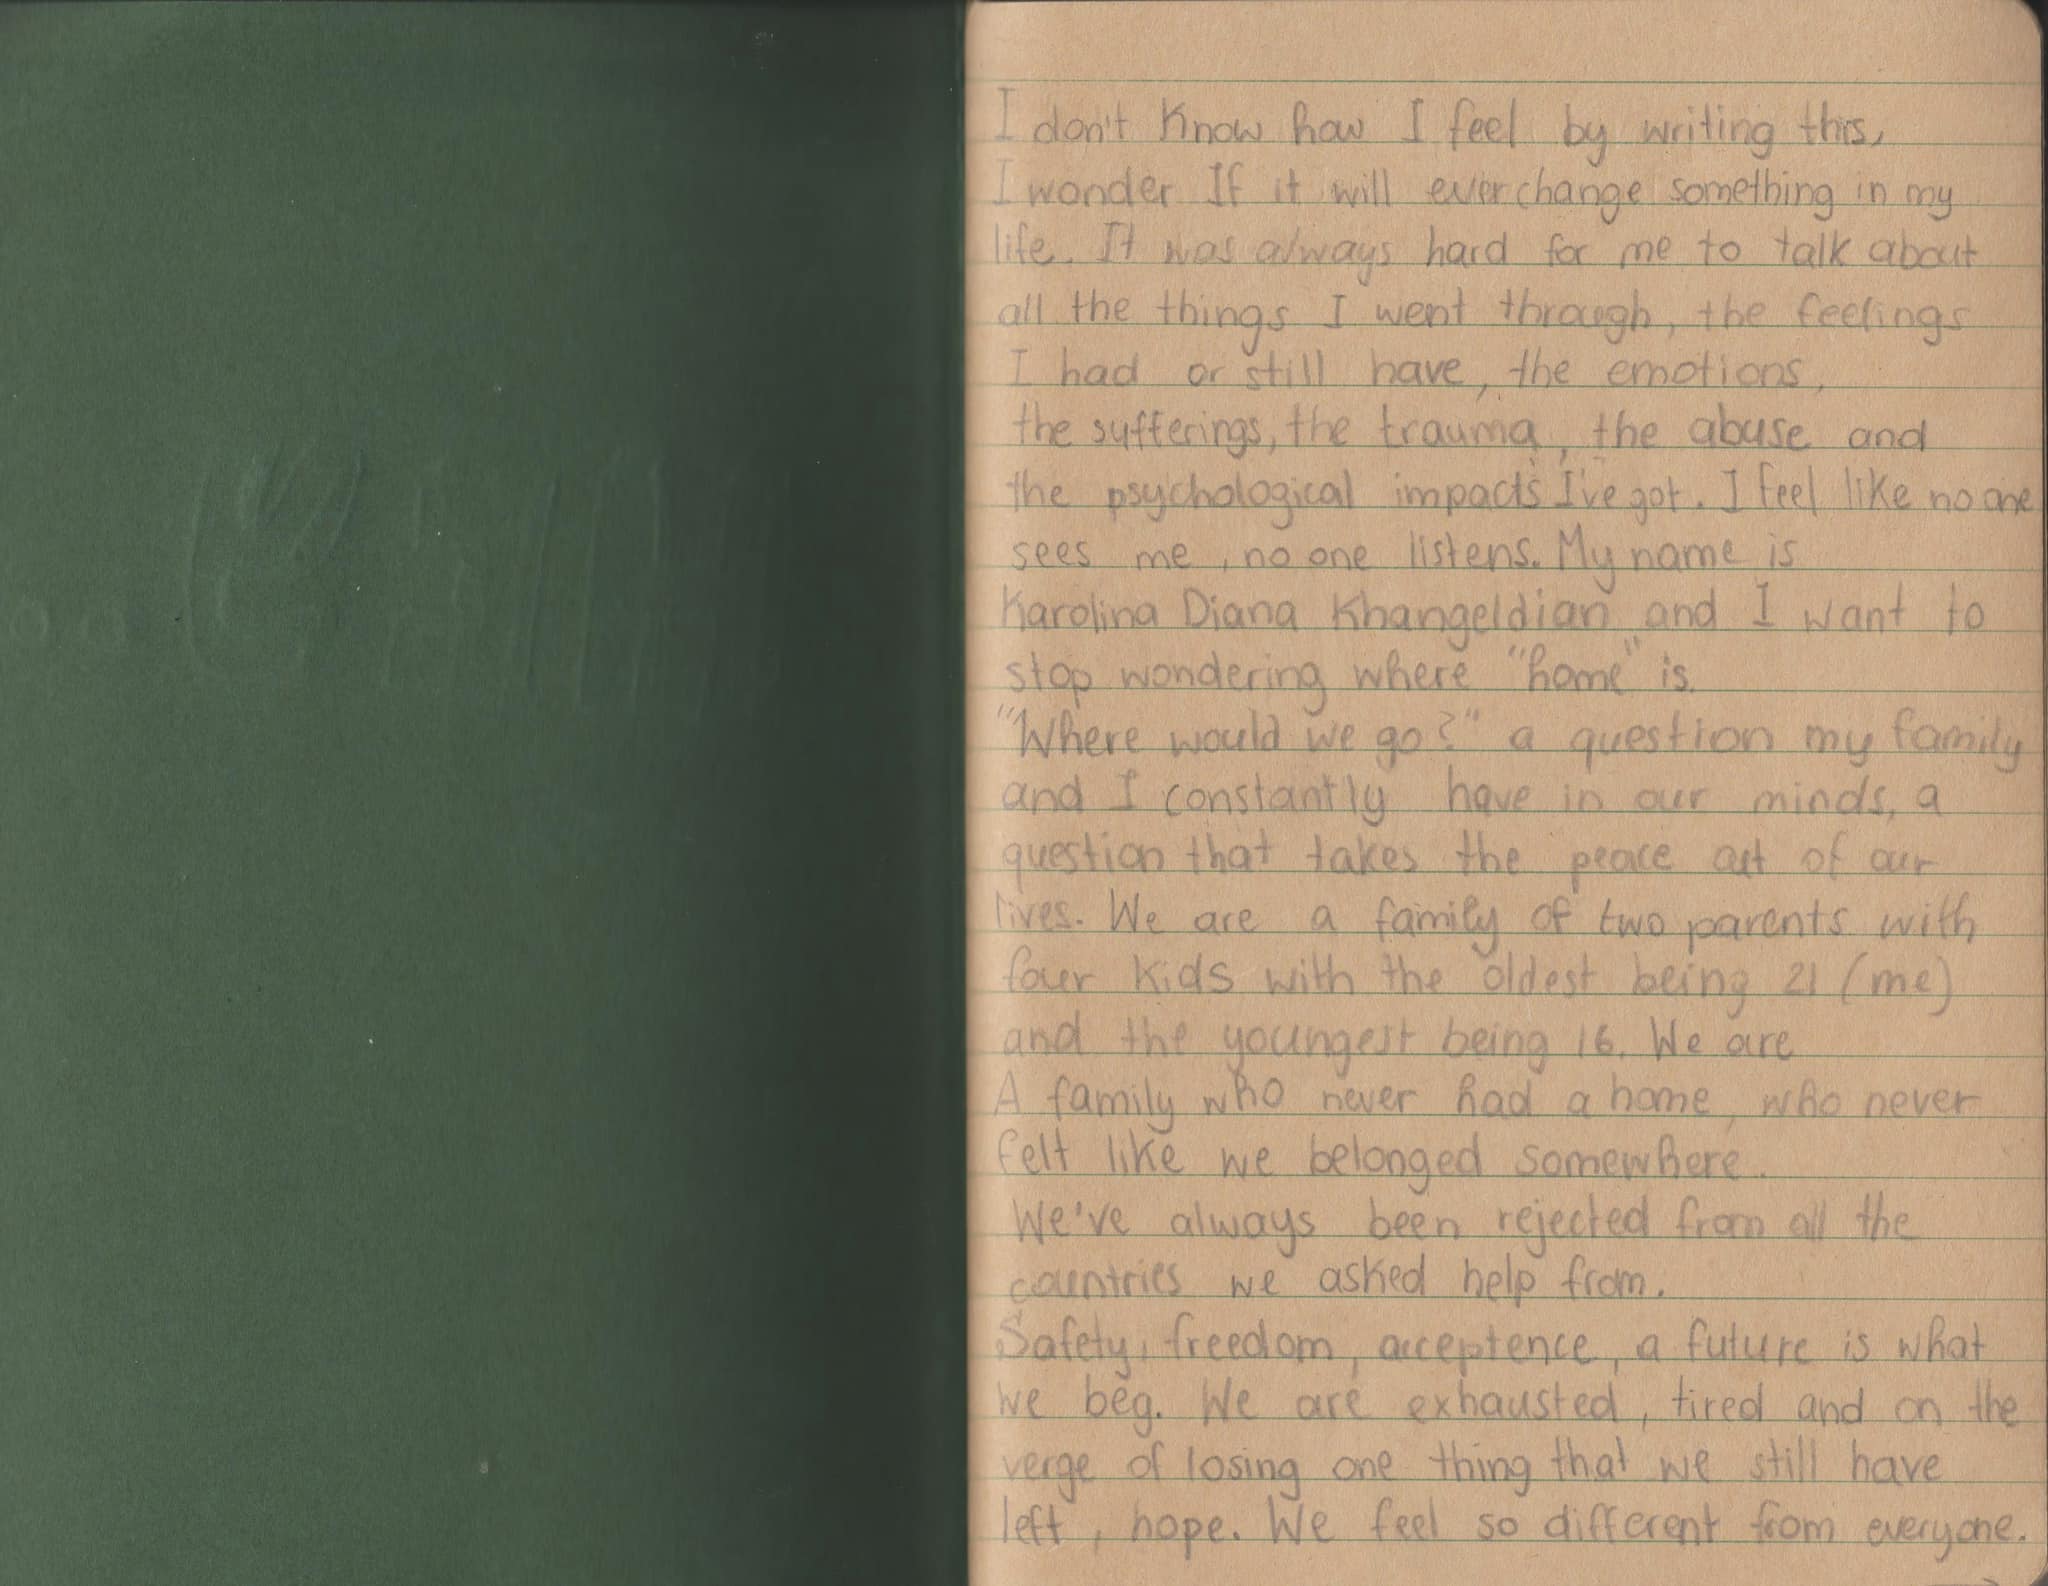 I don't know how I feel by writing this,
I wonder If it will ever change something in my
life. It was always hard for me to talk about
all the things I went through, the feelings
I had or still have, the emotions,
the sufferings, the trauma, the abuse and
the psychological impacts I've got. I feel like no one
sees me, no one listens. My name is
Karolina Diana Khangeldian and I want to
stop wondering where "home" is.
"Where would we go?" a question my family
and I constantly have in our minds, a
question that takes the peace out of our
lives. We are a family of two parents with
four kids with the oldest being 21 (me)
and the youngest being 16. We are
A family who never had a home, who never
felt like we belonged somewhere.
We've always been rejected from all the
countries we asked help from.
Safety, freedom, acceptence, a future is what
we beg. We are exhausted, tired and on the
verge of losing one thing that we still have
left, hope. We feel so different from everyone.